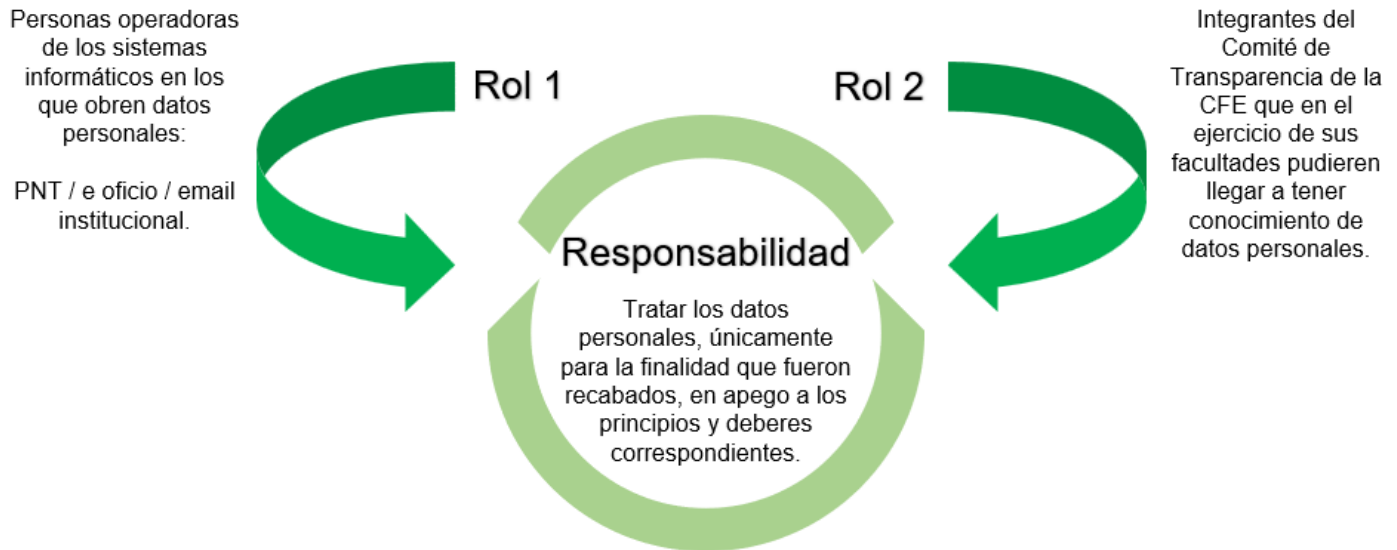 Personas operadoras
de los sistemas
informáticos en los
que obren datos
personales:
PNT / e oficio / email
institucional.
Rol 1
Rol 2
Integrantes del
Comité de
Transparencia de la
CFE que en el
ejercicio de sus
facultades pudieren
llegar a tener
conocimiento de
datos personales.
Responsabilidad
Tratar los datos
personales, únicamente
para la finalidad que fueron
recabados, en apego a los
principios y deberes
correspondientes.